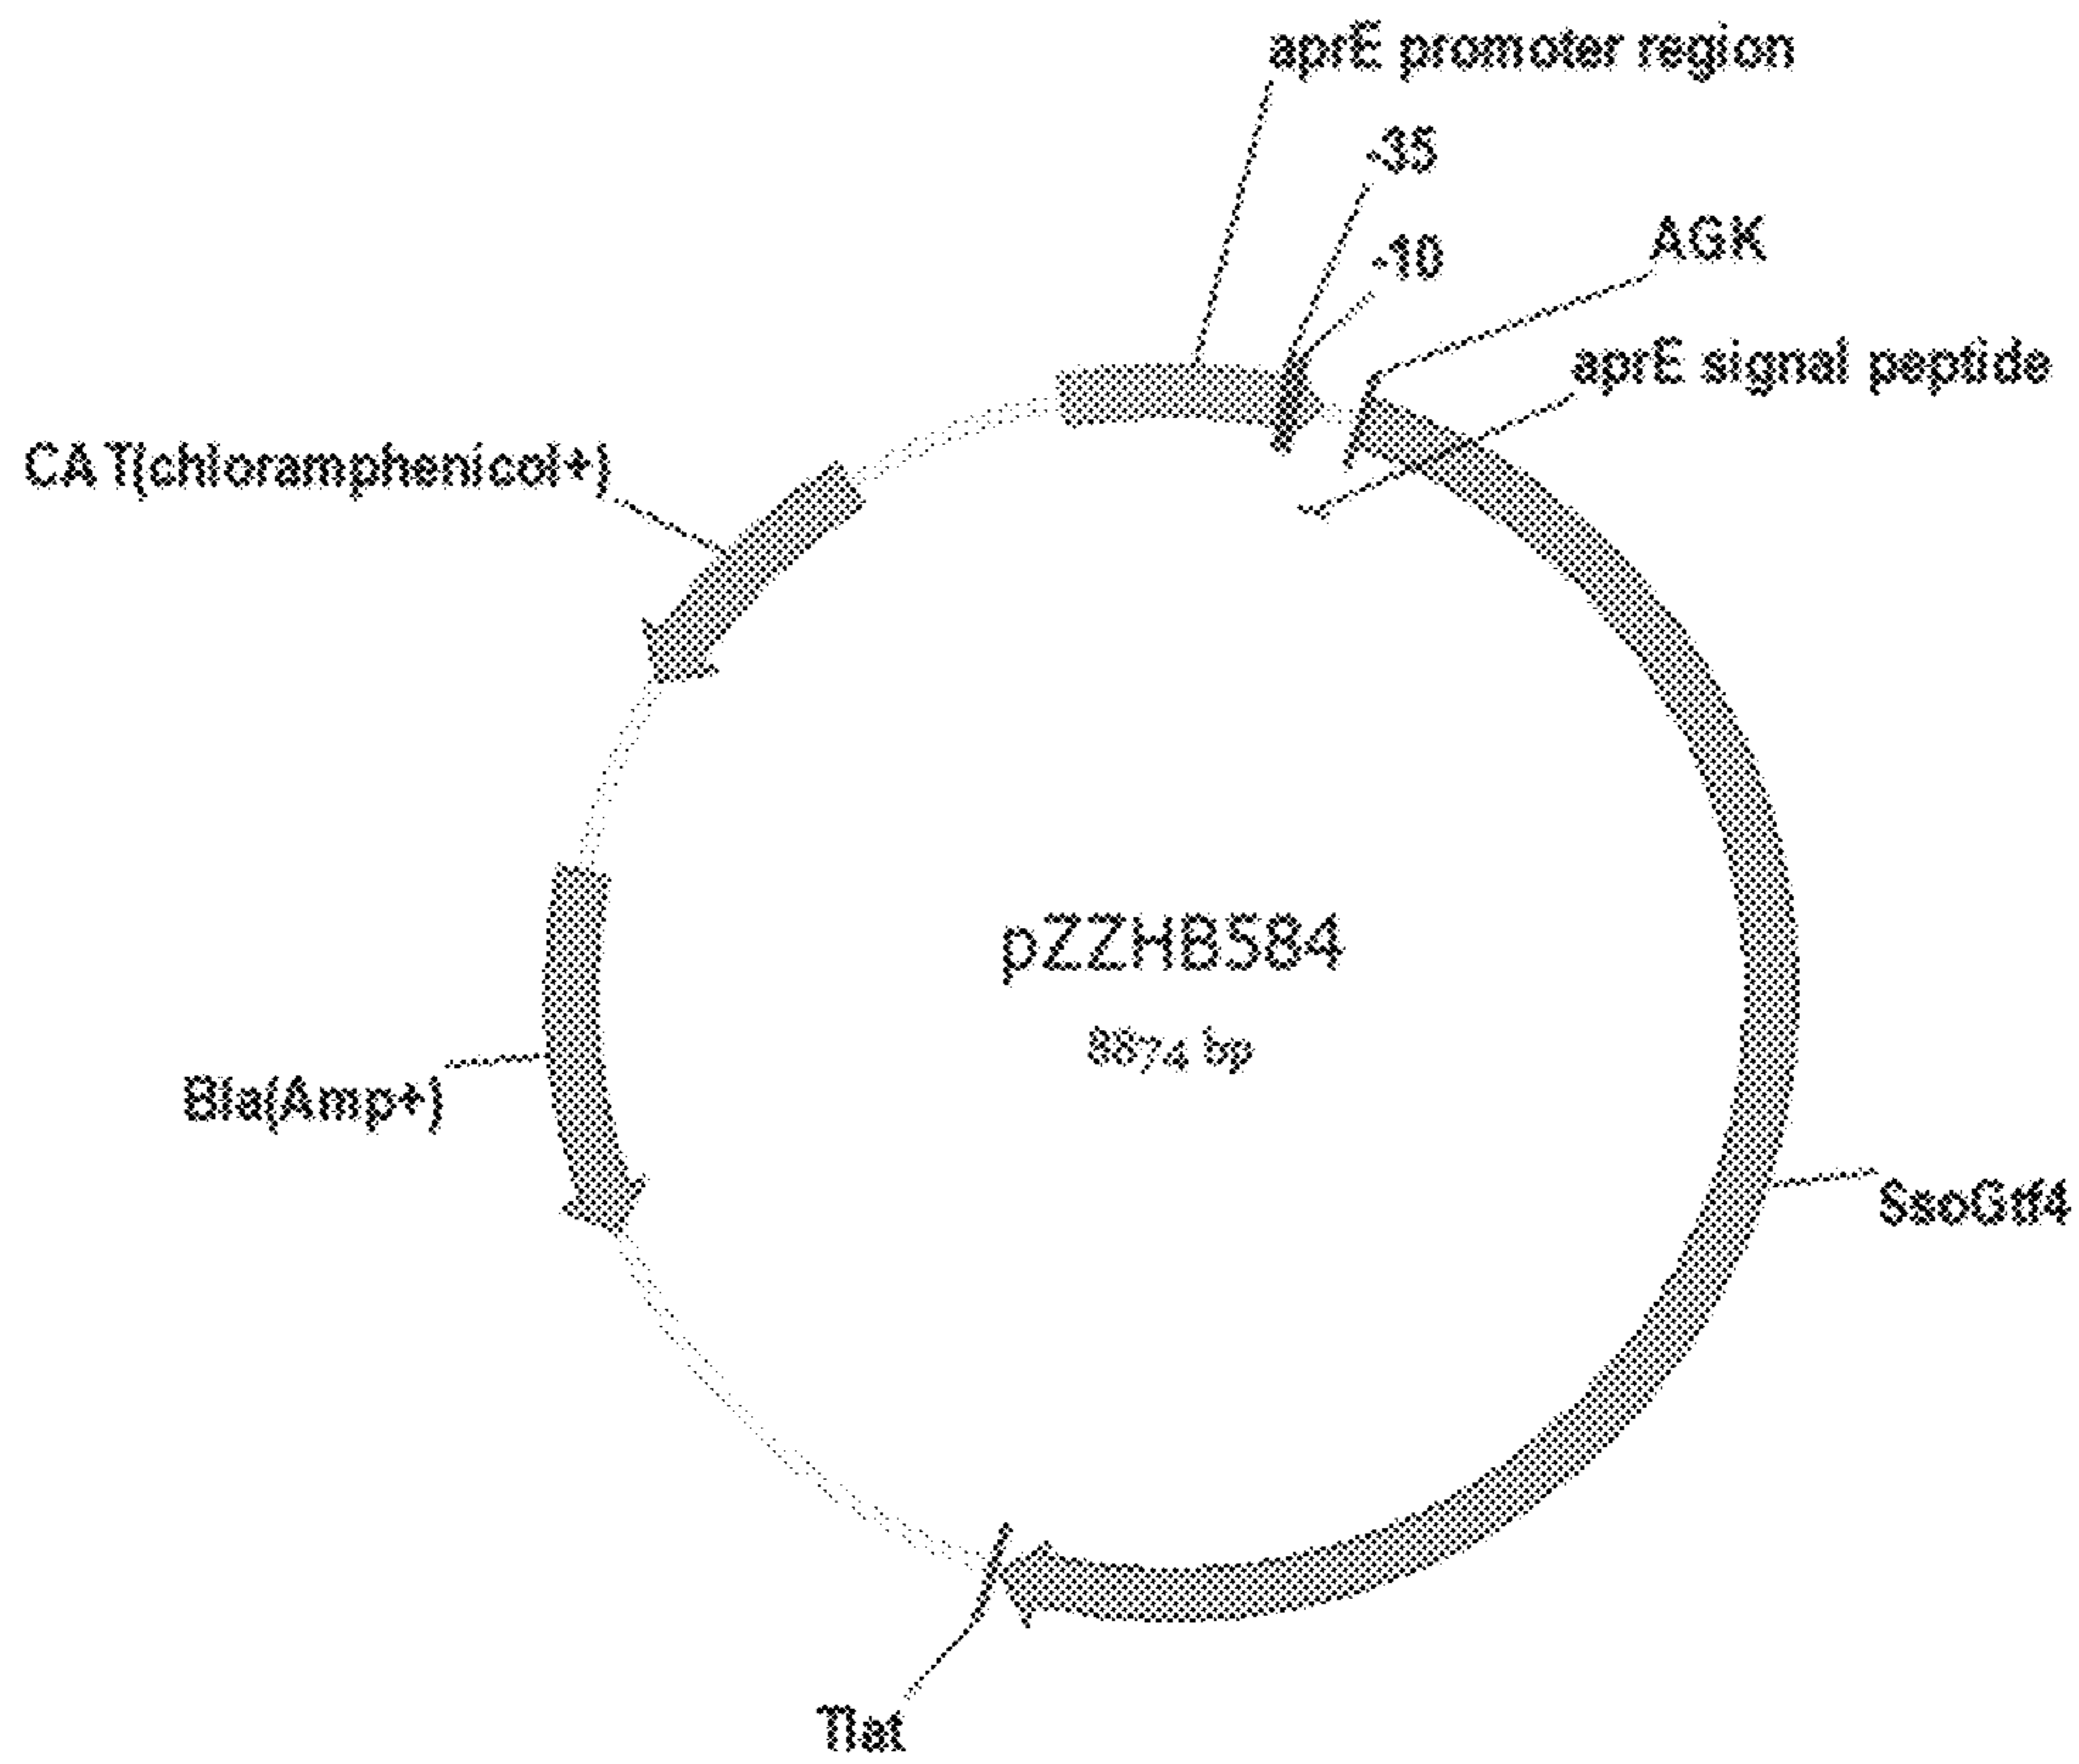 aprE promoter region
-35
-10
AGK
aprE signal peptide
CAT(chloramphenicol+)
pZZHB584
8874 bp
Bla(Amp+)
SsoGtf4
Tlat